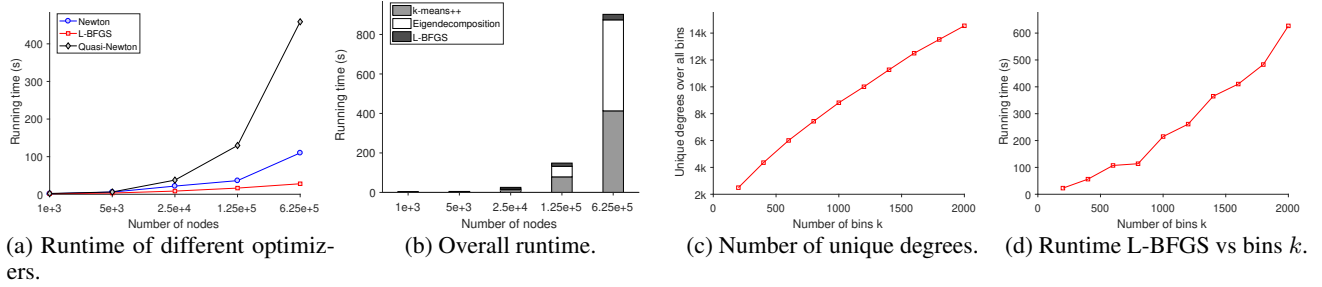 Running time (s)
400
300
200
100
0
Newton
L-BFGS
Quasi-Newton
1e+3
5e+3
2.5e+4
1.25e+5
6.25e+5
Number of nodes
(a) Runtime of different optimiz-
ers.
Running time (s)
800
600
400
200
0
k-means++
Eigendecomposition
L-BFGS
1e+3
5e+3
2.5e+4
1.25e+5
6.25e+5
Number of nodes
(b) Overall runtime.
Unique degrees over all bins
14k
12k
10k
8k
6k
4k
2k
0
500
1000
1500
2000
Number of bins k
(c) Number of unique degrees.
Running time (s)
600
500
400
300
200
100
0
0
500
1000
1500
2000
Number of bins k
(d) Runtime L-BFGS vs bins k.